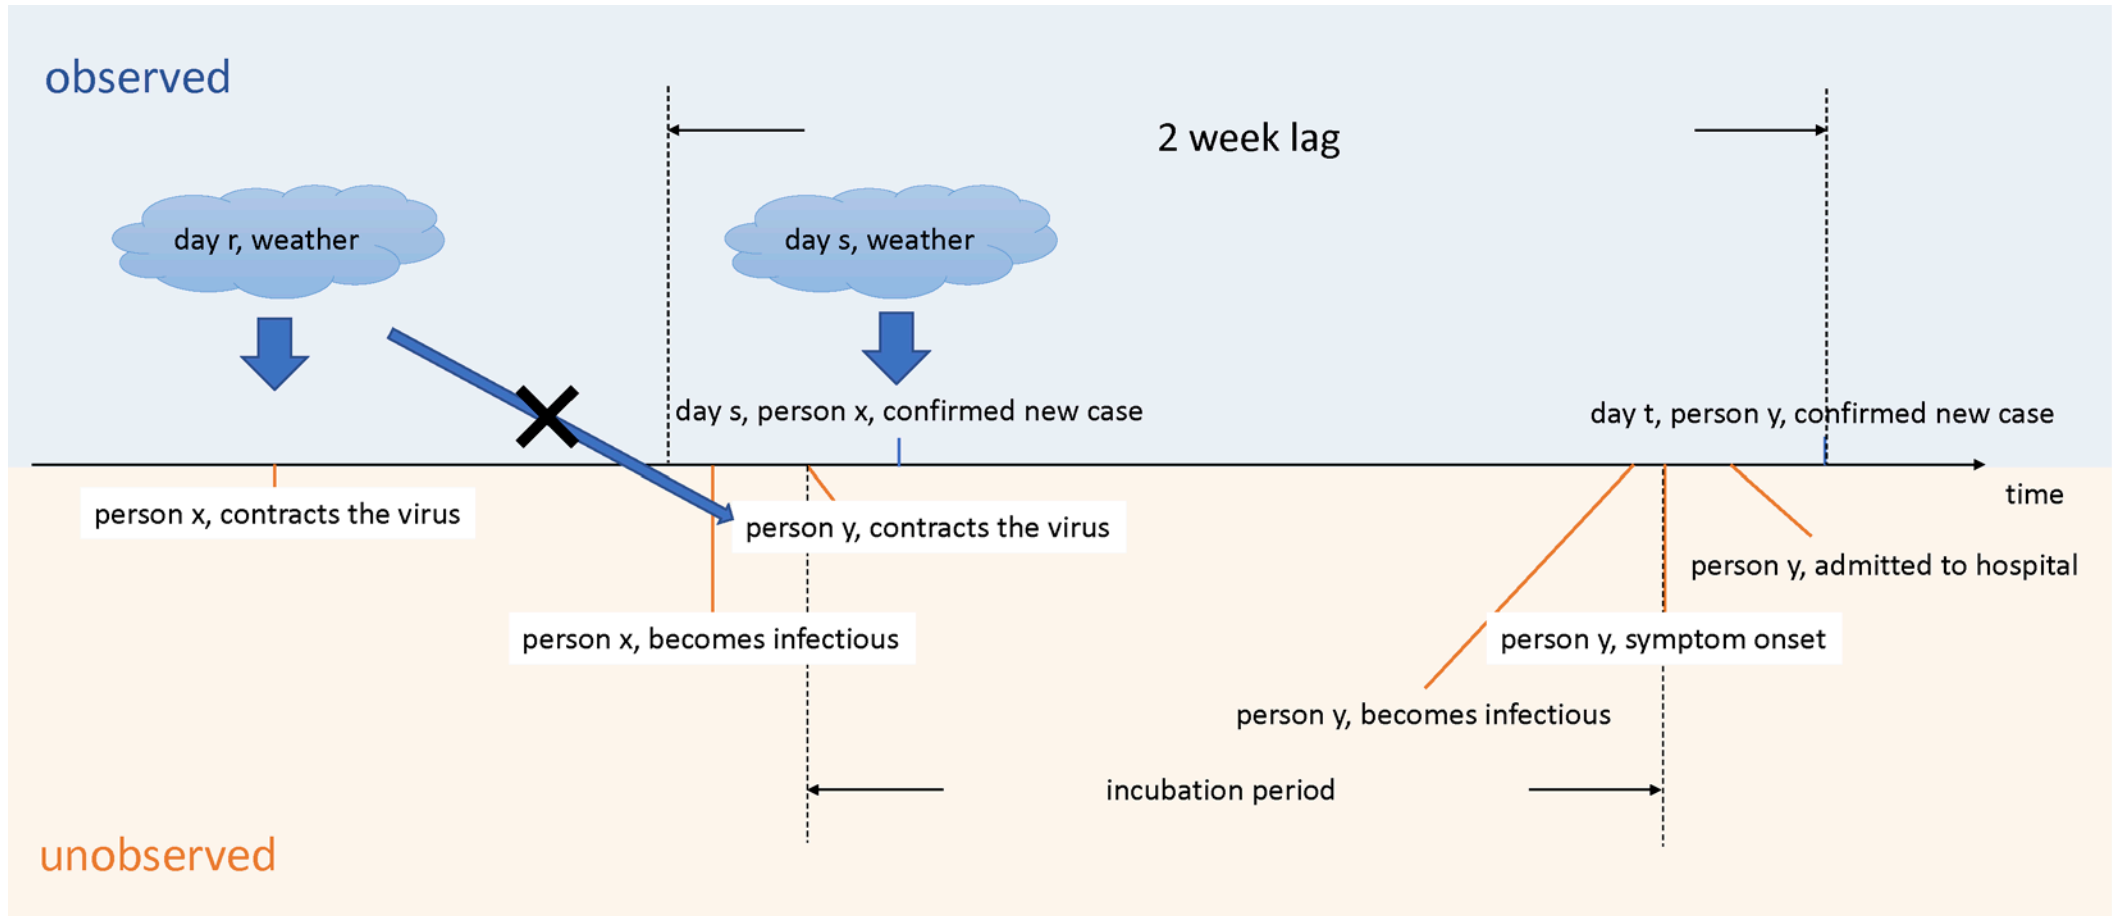 observed
2 week lag
day r, weather
day s, weather
day s, person x, confirmed new case
day t, person y, confirmed new case
time
person x, contracts the virus
person y, contracts the virus
person y, admitted to hospital
person x, becomes infectious
person y, symptom onset
person y, becomes infectious
incubation period
unobserved